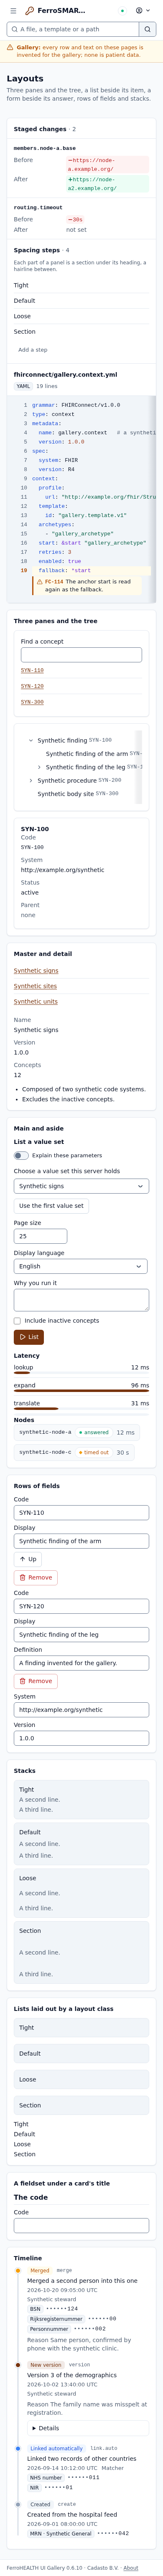 FerroSMAR...
A file, a template or a path
Gallery: every row and text on these pages is
invented for the gallery; none is patient data.
Layouts
Three panes and the tree, a list beside its item, a
form beside its answer, rows of fields and stacks.
Staged changes · 2
members.node-a.base
Before
−https://node-
a.example.org/
After
+https://node-
a2.example.org/
routing.timeout
Before
−30s
After
not set
Spacing steps · 4
Each part of a panel is a section under its heading, a
hairline between.
Tight
Default
Loose
Section
Add a step
fhirconnect/gallery.context.yml
YAML 19 lines
1 grammar: FHIRConnect/v1.0.0
2 type: context
3 metadata:
4 name: gallery.context # a synthetic
5 version: 1.0.0
6 spec:
7 system: FHIR
8 version: R4
9 context:
10 profile:
11 url: "http://example.org/fhir/Stru
12 template:
13 id: "gallery.template.v1"
14 archetypes:
15 - "gallery_archetype"
16 start: &start "gallery_archetype"
17 retries: 3
18 enabled: true
19 fallback: *start
FC-114 The anchor start is read
again as the fallback.
Three panes and the tree
Find a concept
SYN-110
SYN-120
SYN-300
Synthetic finding SYN-100
Synthetic finding of the arm SYN-
Synthetic finding of the leg SYN-1
Synthetic procedure SYN-200
Synthetic body site SYN-300
SYN-100
Code
SYN-100
System
http://example.org/synthetic
Status
active
Parent
none
Master and detail
Synthetic signs
Synthetic sites
Synthetic units
Name
Synthetic signs
Version
1.0.0
Concepts
12
• Composed of two synthetic code systems.
• Excludes the inactive concepts.
Main and aside
List a value set
Explain these parameters
Choose a value set this server holds
Synthetic signs
Use the first value set
Page size
25
Display language
English
Why you run it
Include inactive concepts
List
Latency
lookup 12 ms
expand 96 ms
translate 31 ms
Nodes
synthetic-node-a answered 12 ms
synthetic-node-c timed out 30 s
Rows of fields
Code
SYN-110
Display
Synthetic finding of the arm
Up
Remove
Code
SYN-120
Display
Synthetic finding of the leg
Definition
A finding invented for the gallery.
Remove
System
http://example.org/synthetic
Version
1.0.0
Stacks
Tight
A second line.
A third line.
Default
A second line.
A third line.
Loose
A second line.
A third line.
Section
A second line.
A third line.
Lists laid out by a layout class
Tight
Default
Loose
Section
Tight
Default
Loose
Section
A fieldset under a card's title
The code
Code
Timeline
Merged merge
Merged a second person into this one
2026-10-20 09:05:00 UTC
Synthetic steward
BSN ••••••124
Rijksregisternummer ••••••00
Personnummer ••••••002
Reason Same person, confirmed by
phone with the synthetic clinic.
New version version
Version 3 of the demographics
2026-10-02 13:40:00 UTC
Synthetic steward
Reason The family name was misspelt at
registration.
Details
Linked automatically link.auto
Linked two records of other countries
2026-09-14 10:12:00 UTC Matcher
NHS number ••••••011
NIR ••••••01
Created create
Created from the hospital feed
2026-09-01 08:00:00 UTC
MRN · Synthetic General ••••••042
FerroHEALTH UI Gallery 0.6.10 · Cadasto B.V. · About